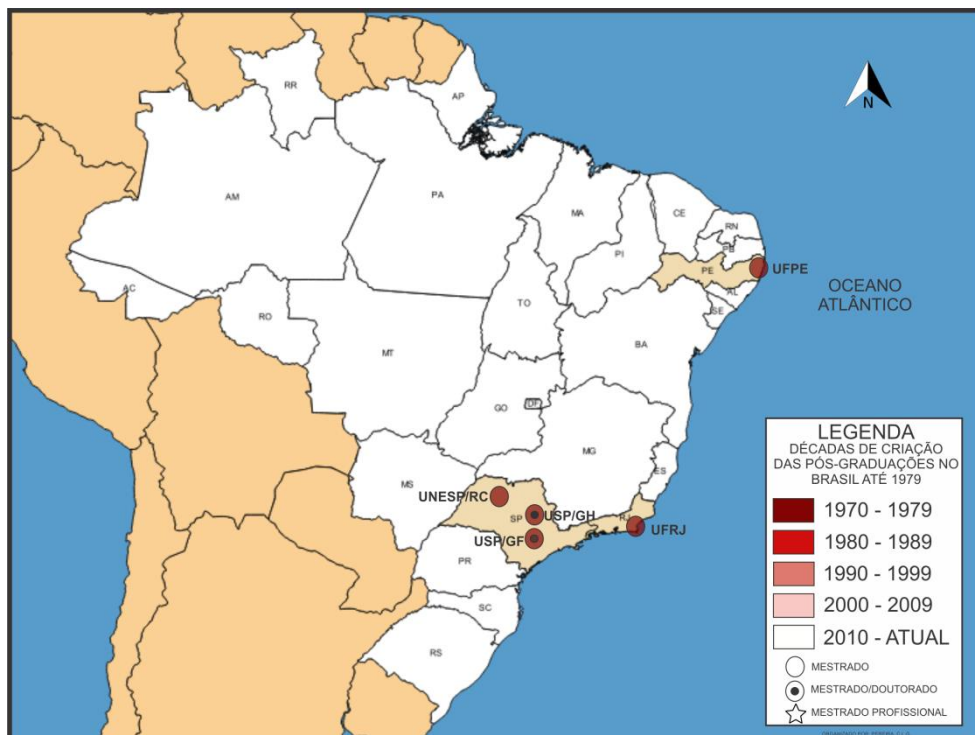 RR
AP
AM
PA
MA
CE
RN
PB
PI
PE
UFPE
AC
AL
TO
SE
RO
BA
MT
OCEANO
ATLÂNTICO
GO
DF
MG
ES
MS
UNESP/RC
SP
USP/GH
RJ
UFRJ
USP/GF
PR
SC
RS
N
LEGENDA
DÉCADAS DE CRIAÇÃO
DAS PÓS-GRADUAÇÕES NO
BRASIL ATÉ 1979
1970 - 1979
1980 - 1989
1990 - 1999
2000 - 2009
2010 - ATUAL
MESTRADO
MESTRADO/DOUTORADO
MESTRADO PROFISSIONAL